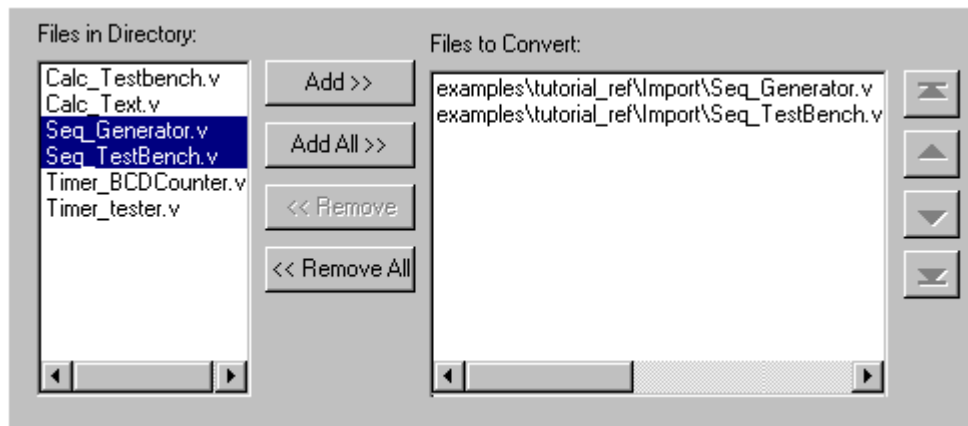 Files in Directory:
Calc_Testbench.v
Calc_Text.v
Seq_Generator.v
Seq_TestBench.v
Timer_BCDCounter.v
Timer_tester.v
Add >>
Add All >>
<< Remove
<< Remove All
Files to Convert:
examples\tutorial_ref\Import\Seq_Generator.v
examples\tutorial_ref\Import\Seq_TestBench.v